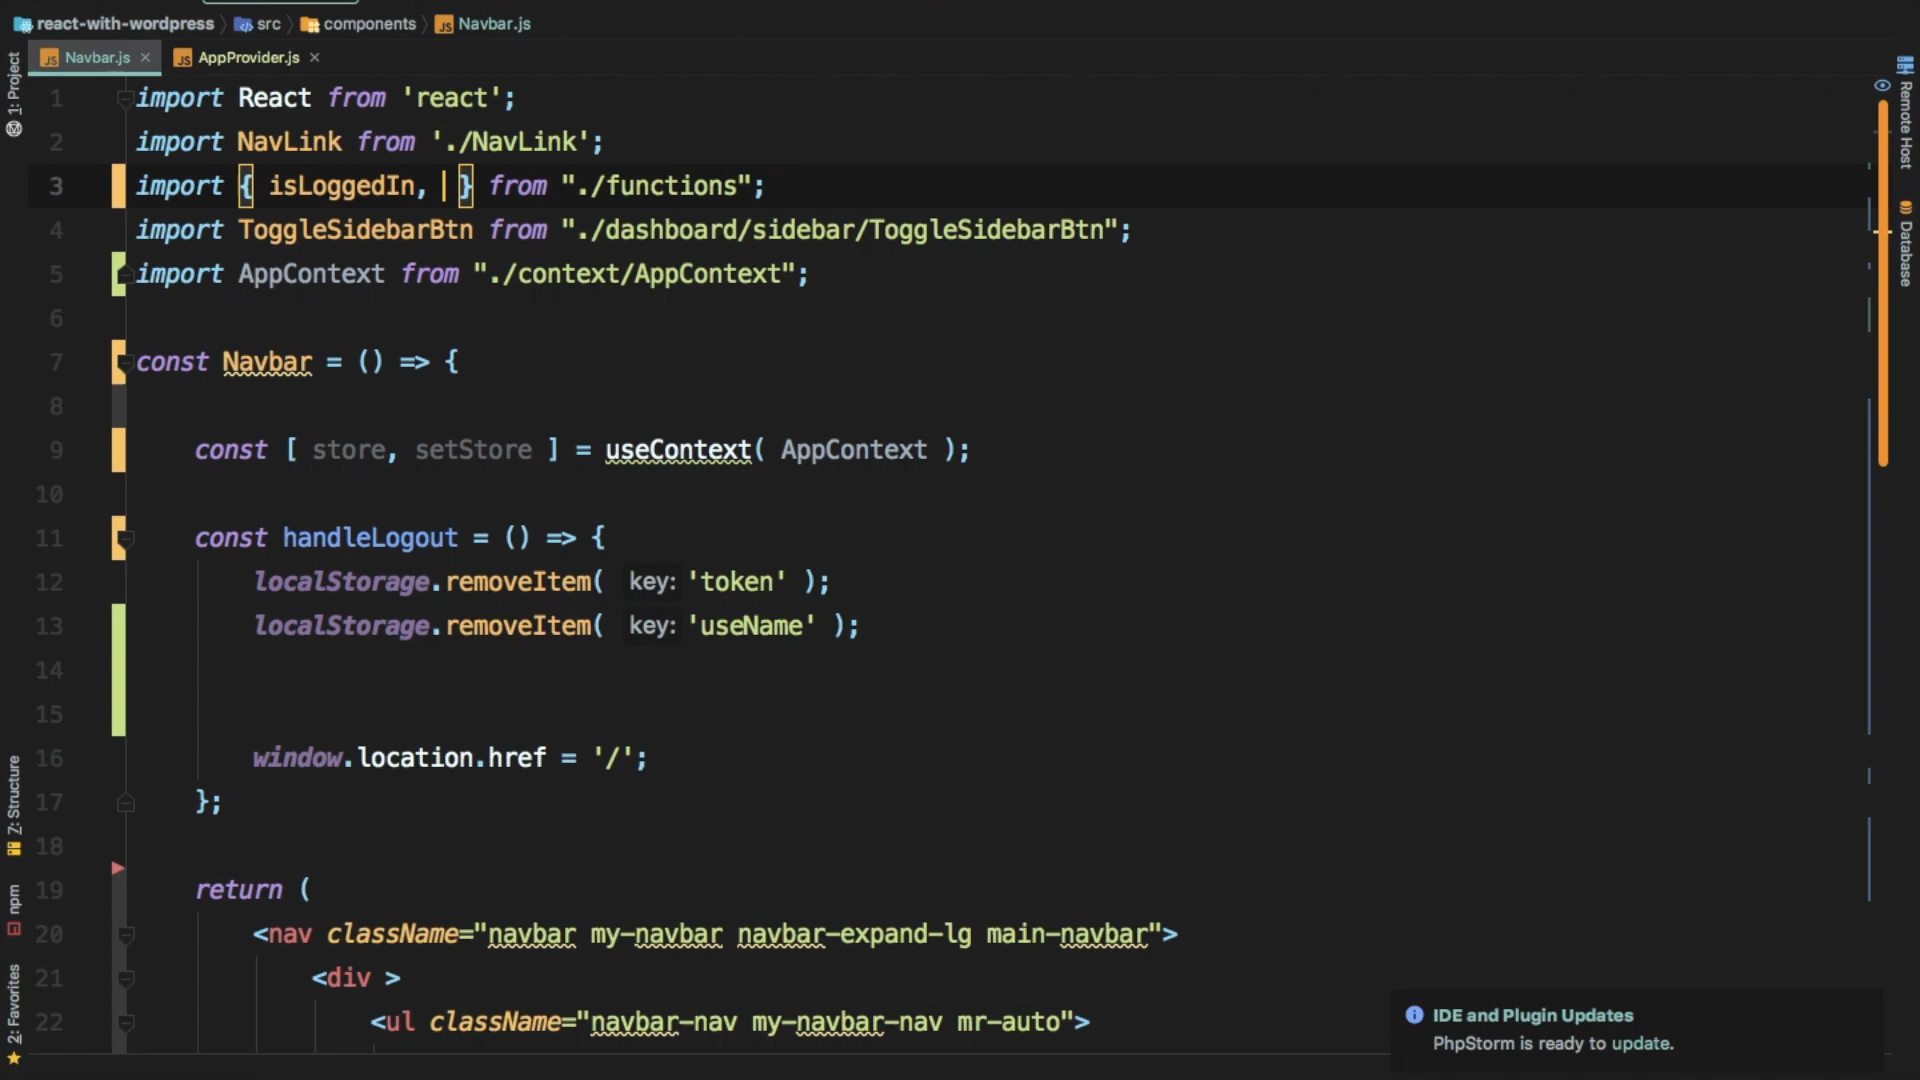 react-with-wordpress src components Navbar.js
Navbar.js AppProvider.js
1: Project
Remote Host
Database
Z: Structure
npm
2: Favorites
1 import React from 'react';
2 import NavLink from './NavLink';
3 import { isLoggedIn, } from "./functions";
4 import ToggleSidebarBtn from "./dashboard/sidebar/ToggleSidebarBtn";
5 import AppContext from "./context/AppContext";
6
7 const Navbar = () => {
8
9 const [ store, setStore ] = useContext( AppContext );
10
11 const handleLogout = () => {
12 localStorage.removeItem( key: 'token' );
13 localStorage.removeItem( key: 'useName' );
14
15
16 window.location.href = '/';
17 };
18
19 return (
20 <nav className="navbar my-navbar navbar-expand-lg main-navbar">
21 <div >
22 <ul className="navbar-nav my-navbar-nav mr-auto">
IDE and Plugin Updates
PhpStorm is ready to update.